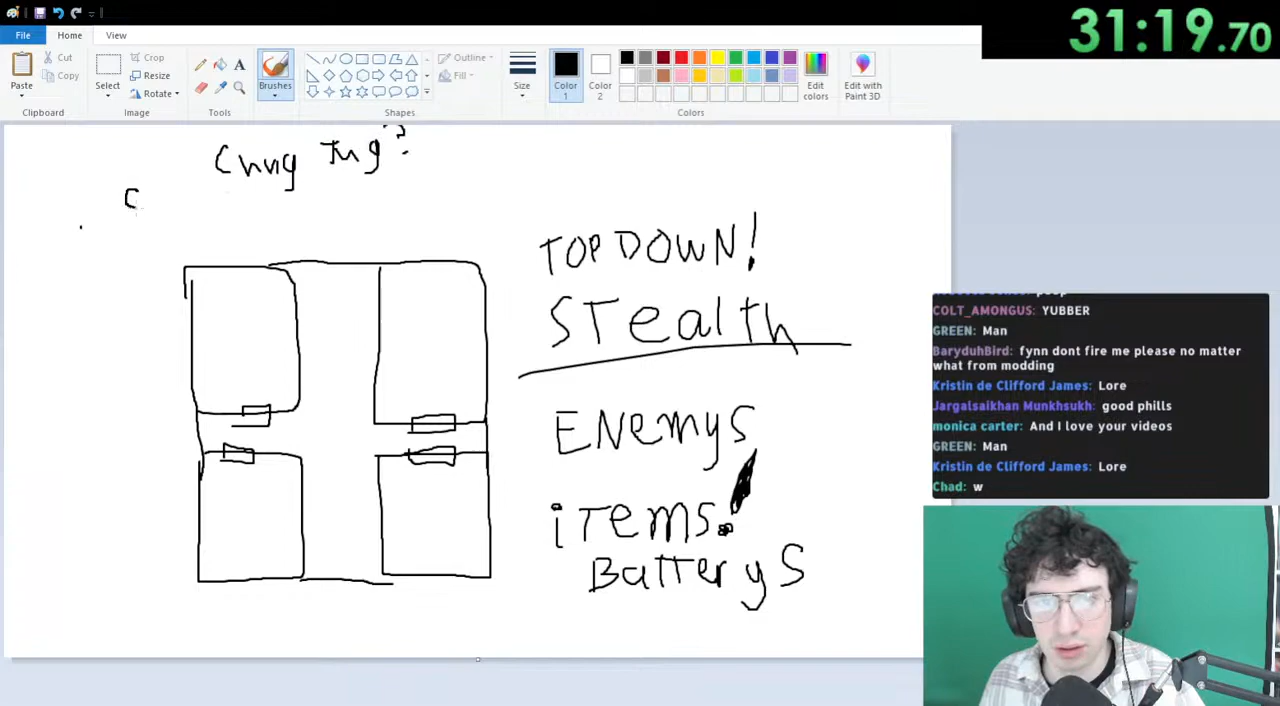 31:19.70
File Home View
Paste
Cut
Copy
Clipboard
Select
Crop
Resize
Rotate
Image
A
Tools
Brushes
Outline
Fill
Shapes
Size
Color 1
Color 2
Edit colors
Colors
Edit with Paint 3D
C
TOP DOWN!
STealth
ENemyS
iTems!
BaTTeryS
COLT_AMONGUS: YUBBER
GREEN: Man
BaryduhBird: fynn dont fire me please no matter
what from modding
Kristin de Clifford James: Lore
Jargalsaikhan Munkhsukh: good phills
monica carter: And I love your videos
GREEN: Man
Kristin de Clifford James: Lore
Chad: w